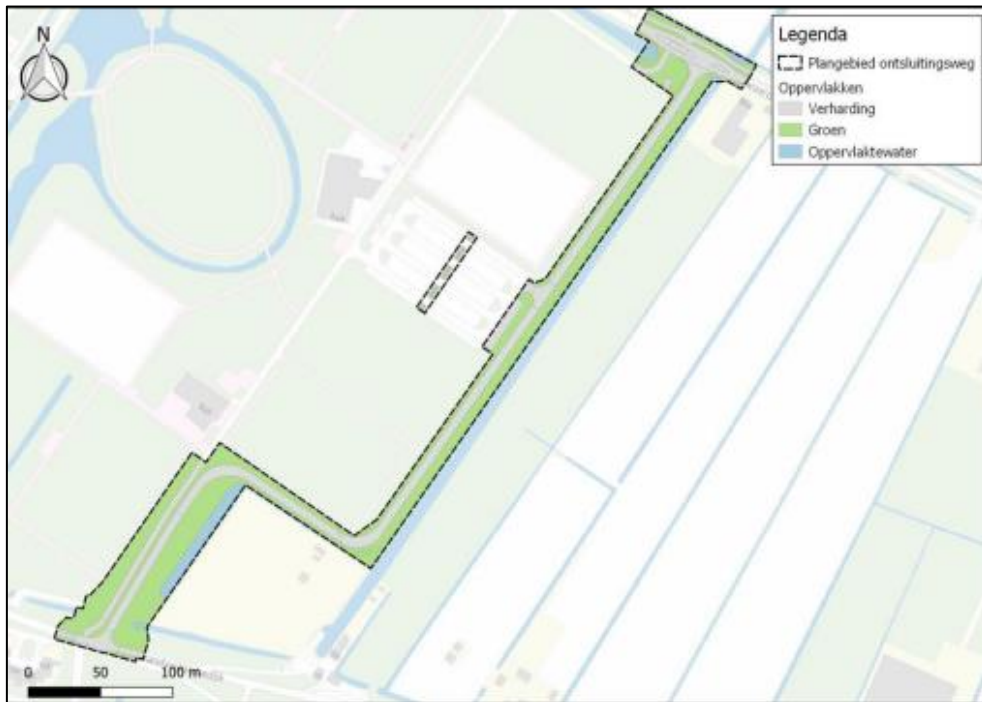 N
Legenda
Plangebied ontsluitingsweg
Oppervlakken
Verharding
Groen
Oppervlaktewater
0 50 100 m